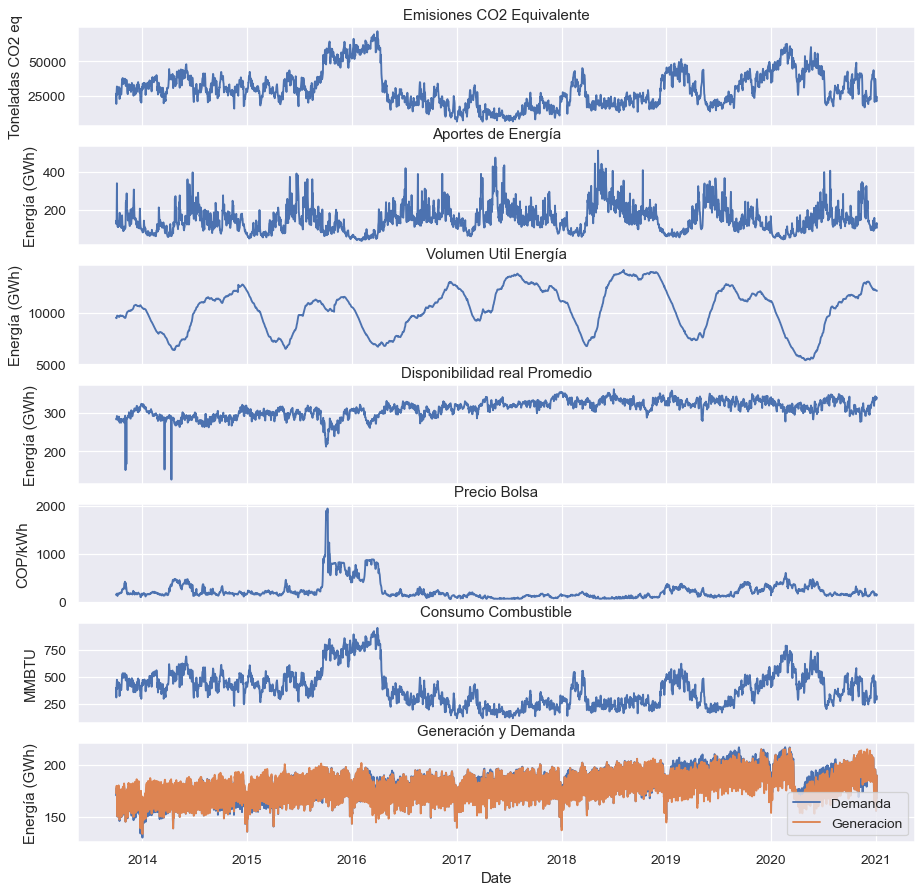 Emisiones CO2 Equivalente
Toneladas CO2 eq
50000
25000
Aportes de Energía
Energía (GWh)
400
200
Volumen Util Energía
Energía (GWh)
10000
5000
Disponibilidad real Promedio
Energía (GWh)
300
200
Precio Bolsa
COP/kWh
2000
1000
0
Consumo Combustible
MMBTU
750
500
250
Generación y Demanda
Energía (GWh)
200
150
Demanda
Generacion
2014 2015 2016 2017 2018 2019 2020 2021
Date